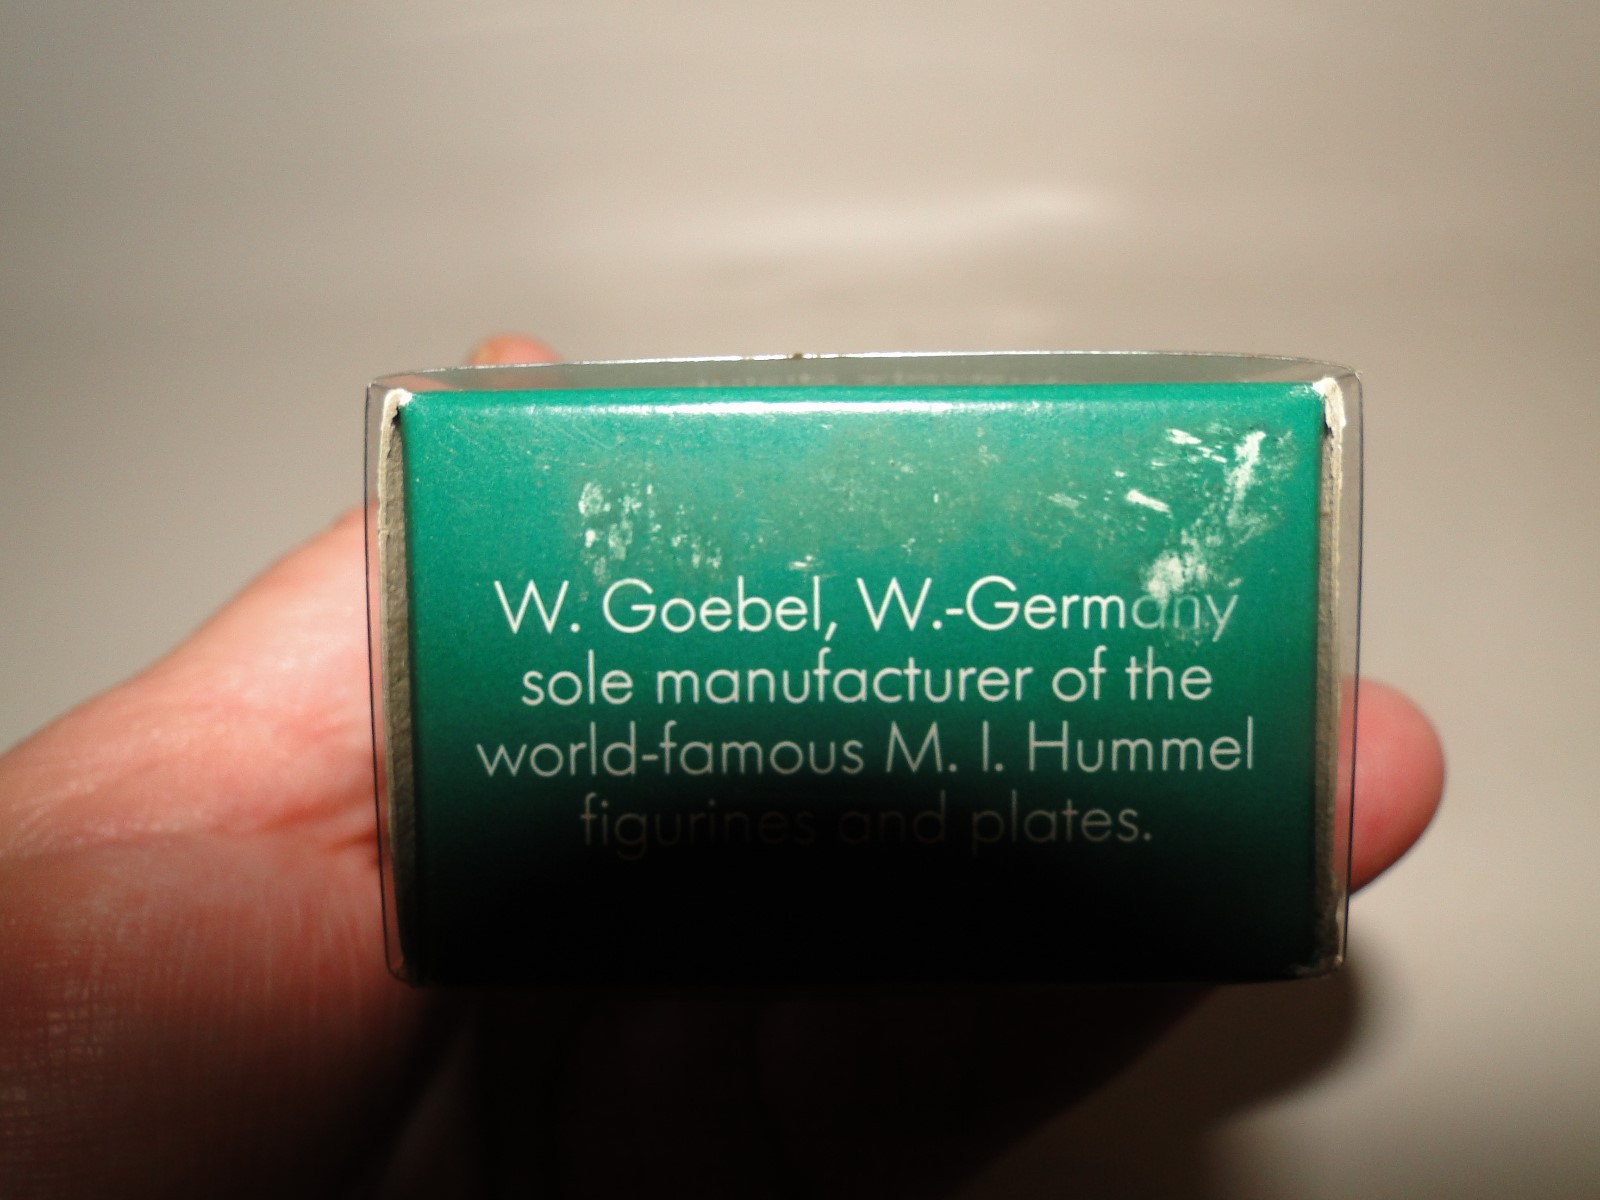 W. Goebel, W.-Germany
sole manufacturer of the
world-famous M. I. Hummel
figurines and plates.